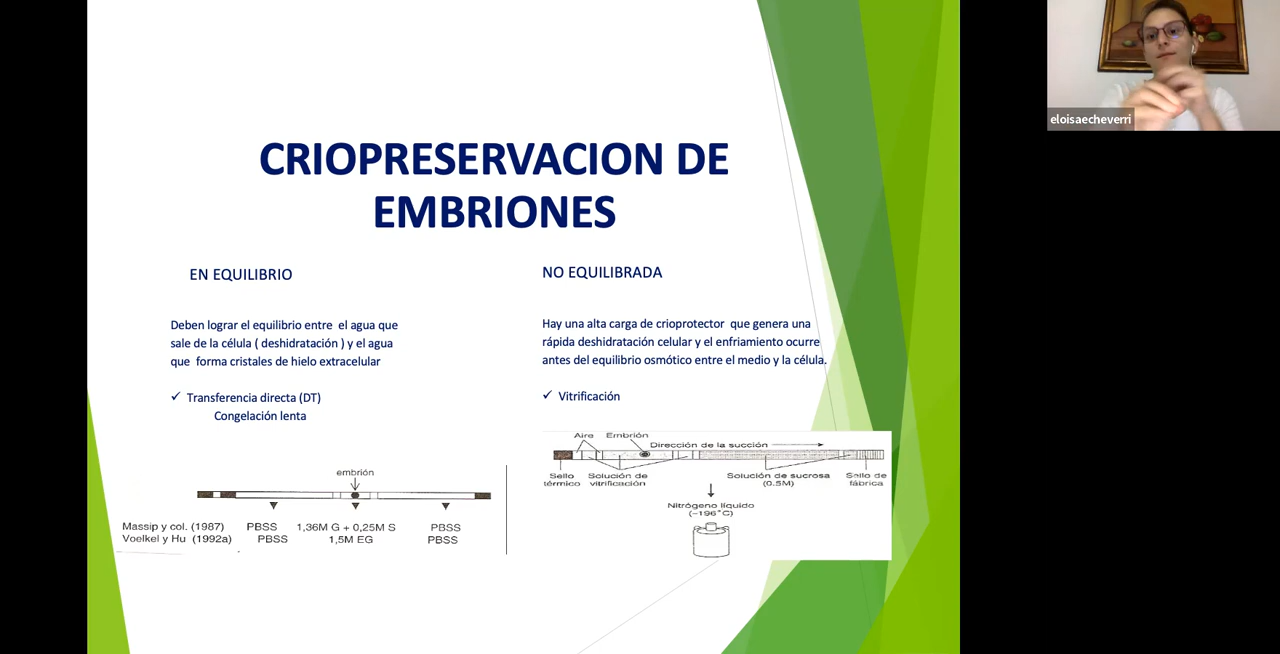 CRIOPRESERVACION DE
EMBRIONES
EN EQUILIBRIO
Deben lograr el equilibrio entre el agua que
sale de la célula ( deshidratación ) y el agua
que forma cristales de hielo extracelular
✓ Transferencia directa (DT)
Congelación lenta
embrión
Massip y col. (1987) PBSS 1,36M G + 0,25M S PBSS
Voelkel y Hu (1992a) PBSS 1,5M EG PBSS
NO EQUILIBRADA
Hay una alta carga de crioprotector que genera una
rápida deshidratación celular y el enfriamiento ocurre
antes del equilibrio osmótico entre el medio y la célula.
✓ Vitrificación
Aire Embrión
Dirección de la succión
Sello térmico Solución de vitrificación Solución de sucrosa (0.5M) Sello de fábrica
Nitrógeno líquido
(-196°C)
eloisaecheverri